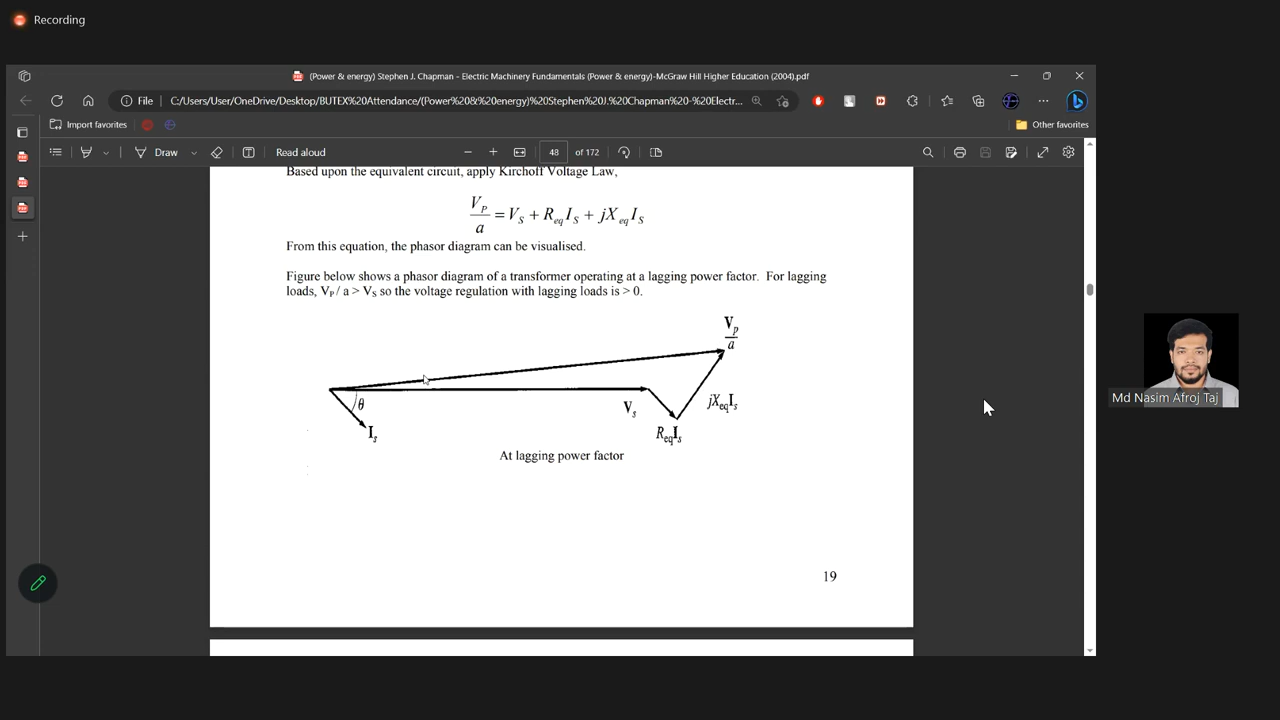 Recording
(Power & energy) Stephen J. Chapman - Electric Machinery Fundamentals (Power & energy)-McGraw Hill Higher Education (2004).pdf
File
C:/Users/User/OneDrive/Desktop/BUTEX%20Attendance/(Power%20&%20energy)%20Stephen%20J.%20Chapman%20-%20Electr...
Import favorites
Other favorites
Draw
Read aloud
48 of 172
Based upon the equivalent circuit, apply Kirchoff Voltage Law,
V_P / a = V_S + R_eq I_S + jX_eq I_S
From this equation, the phasor diagram can be visualised.
Figure below shows a phasor diagram of a transformer operating at a lagging power factor. For lagging
loads, V_P / a > V_S so the voltage regulation with lagging loads is > 0.
V_p
a
θ
V_s
jX_eq I_s
I_s
R_eq I_s
At lagging power factor
19
Md Nasim Afroj Taj